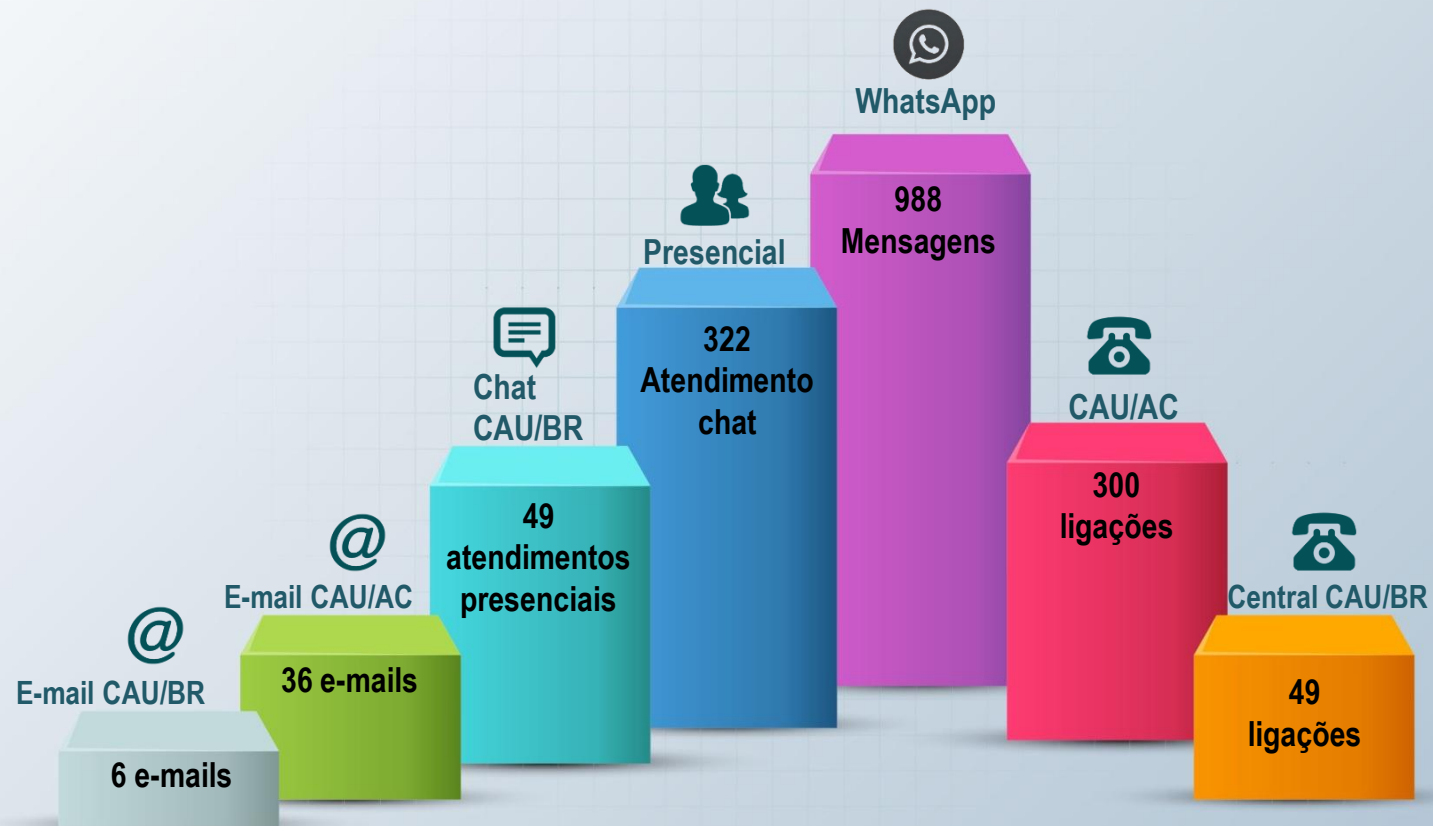 WhatsApp
988
Mensagens
Presencial
322
Atendimento
chat
Chat
CAU/BR
49
atendimentos
presenciais
@
E-mail CAU/AC
36 e-mails
@
E-mail CAU/BR
6 e-mails
CAU/AC
300
ligações
Central CAU/BR
49
ligações